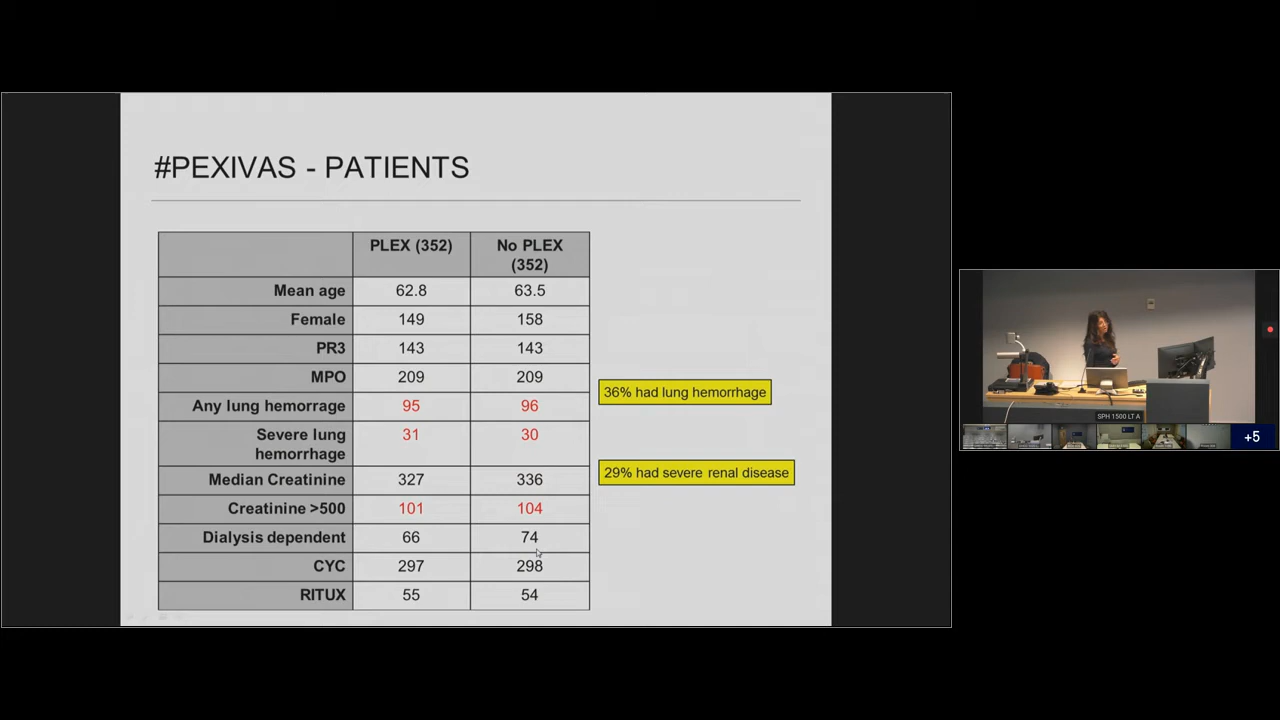 #PEXIVAS - PATIENTS
PLEX (352) No PLEX
(352)
Mean age 62.8 63.5
Female 149 158
PR3 143 143
MPO 209 209
Any lung hemorrage 95 96
Severe lung 31 30
hemorrhage
Median Creatinine 327 336
Creatinine >500 101 104
Dialysis dependent 66 74
CYC 297 298
RITUX 55 54
36% had lung hemorrhage
29% had severe renal disease
SPH 1500 LT A
+5